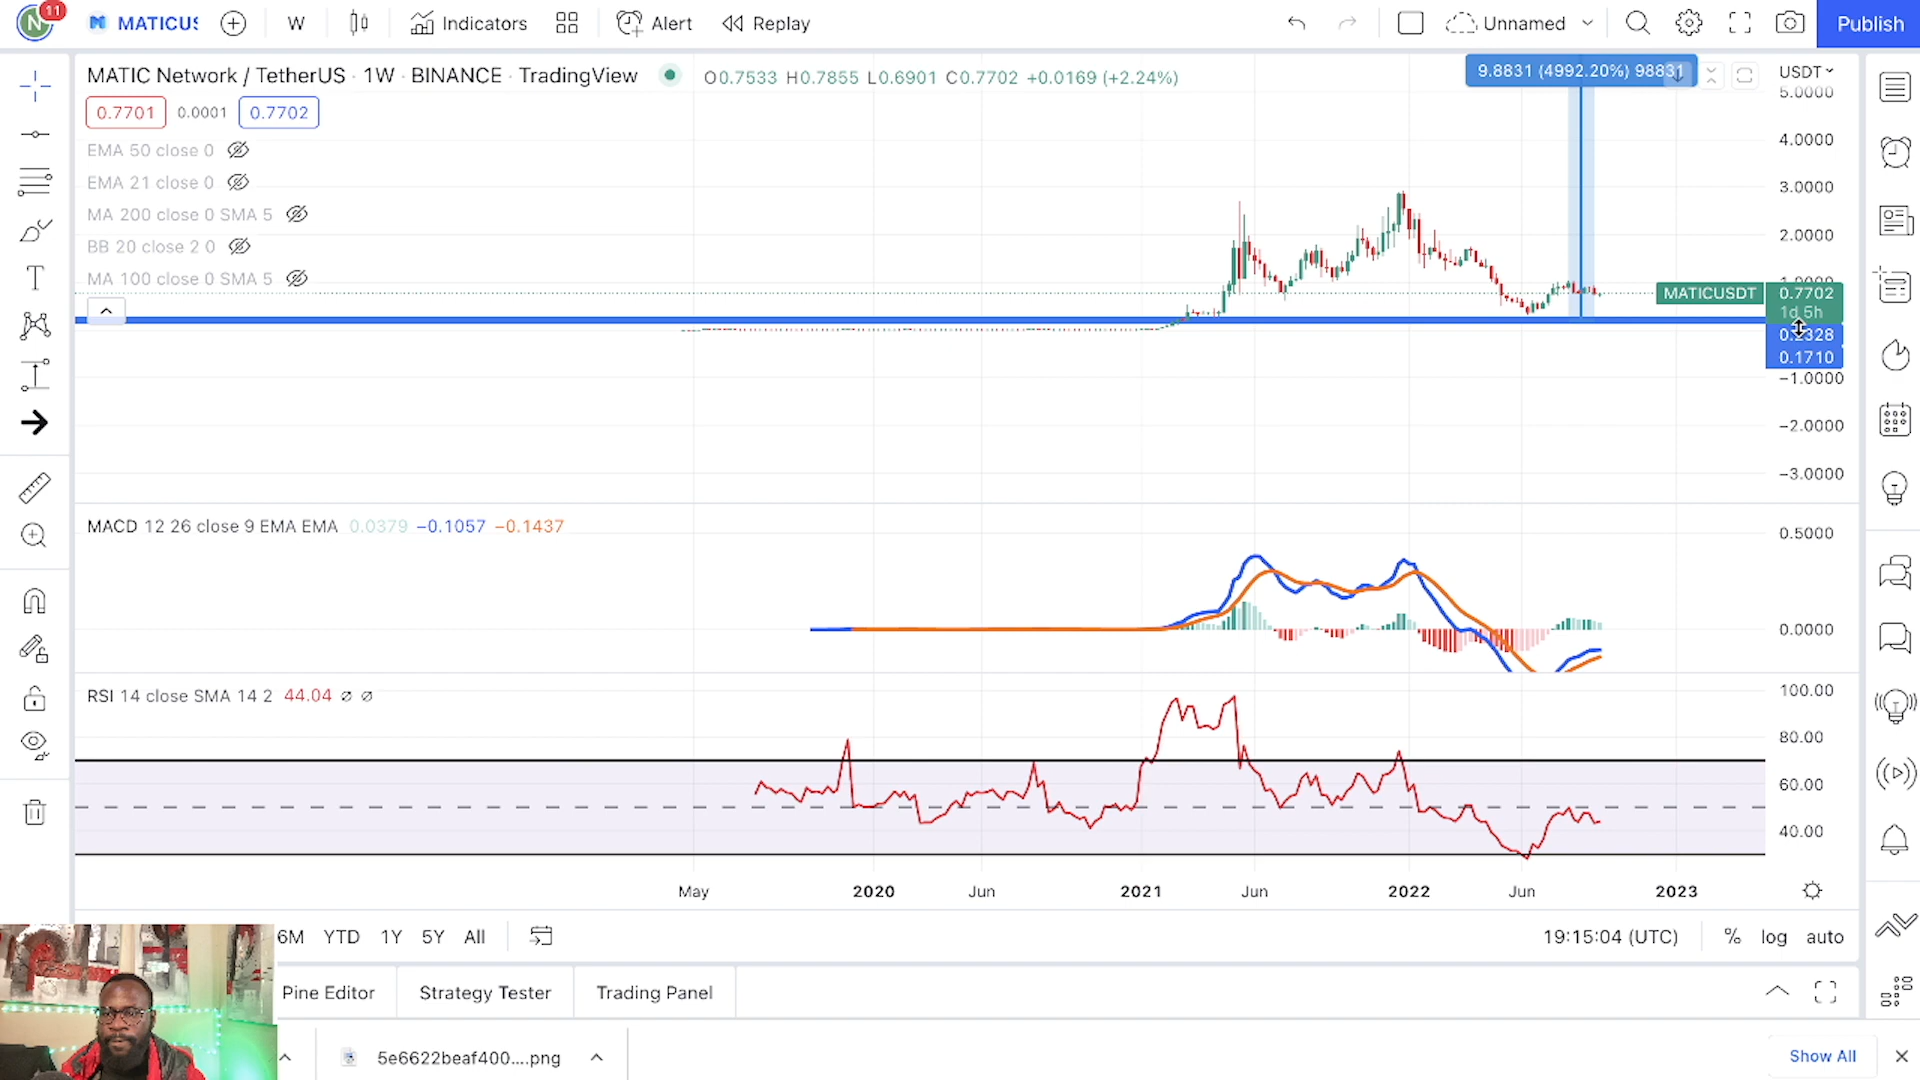 N 11 MATICUS W Indicators Alert Replay Unnamed Publish
MATIC Network / TetherUS · 1W · BINANCE · TradingView O0.7533 H0.7855 L0.6901 C0.7702 +0.0169 (+2.24%)
9.8831 (4992.20%) 98831
USDT
0.7701 0.0001 0.7702
EMA 50 close 0
EMA 21 close 0
MA 200 close 0 SMA 5
BB 20 close 2 0
MA 100 close 0 SMA 5
5.0000
4.0000
3.0000
2.0000
1.0000
MATICUSDT 0.7702
1d 5h
0.2328
0.1710
−1.0000
−2.0000
−3.0000
MACD 12 26 close 9 EMA EMA 0.0379 −0.1057 −0.1437
0.5000
0.0000
RSI 14 close SMA 14 2 44.04 ∅ ∅
100.00
80.00
60.00
40.00
May 2020 Jun 2021 Jun 2022 Jun 2023
6M YTD 1Y 5Y All 19:15:04 (UTC) % log auto
Pine Editor Strategy Tester Trading Panel
5e6622beaf400....png Show All